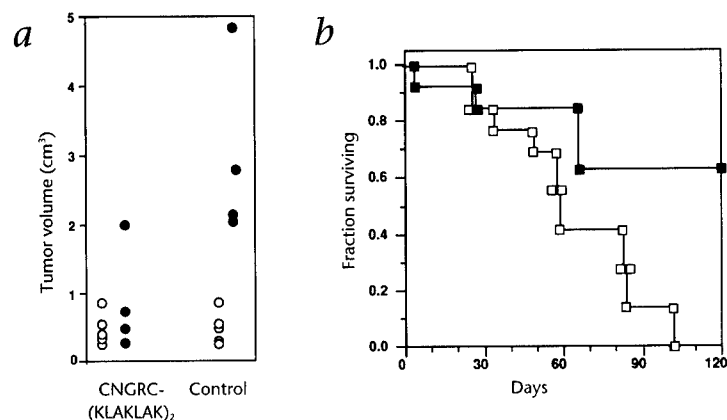 a
b
5
4
3
2
1
0
Tumor volume (cm³)
CNGRC-
(KLAKLAK)₂
Control
1.0
0.8
0.6
0.4
0.2
0.0
Fraction surviving
0 30 60 90 120
Days